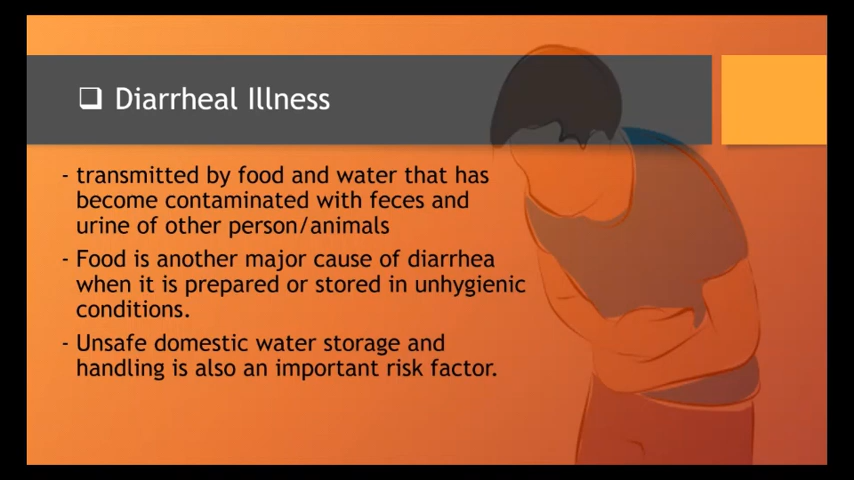 ❑ Diarrheal Illness
- transmitted by food and water that has
become contaminated with feces and
urine of other person/animals
- Food is another major cause of diarrhea
when it is prepared or stored in unhygienic
conditions.
- Unsafe domestic water storage and
handling is also an important risk factor.